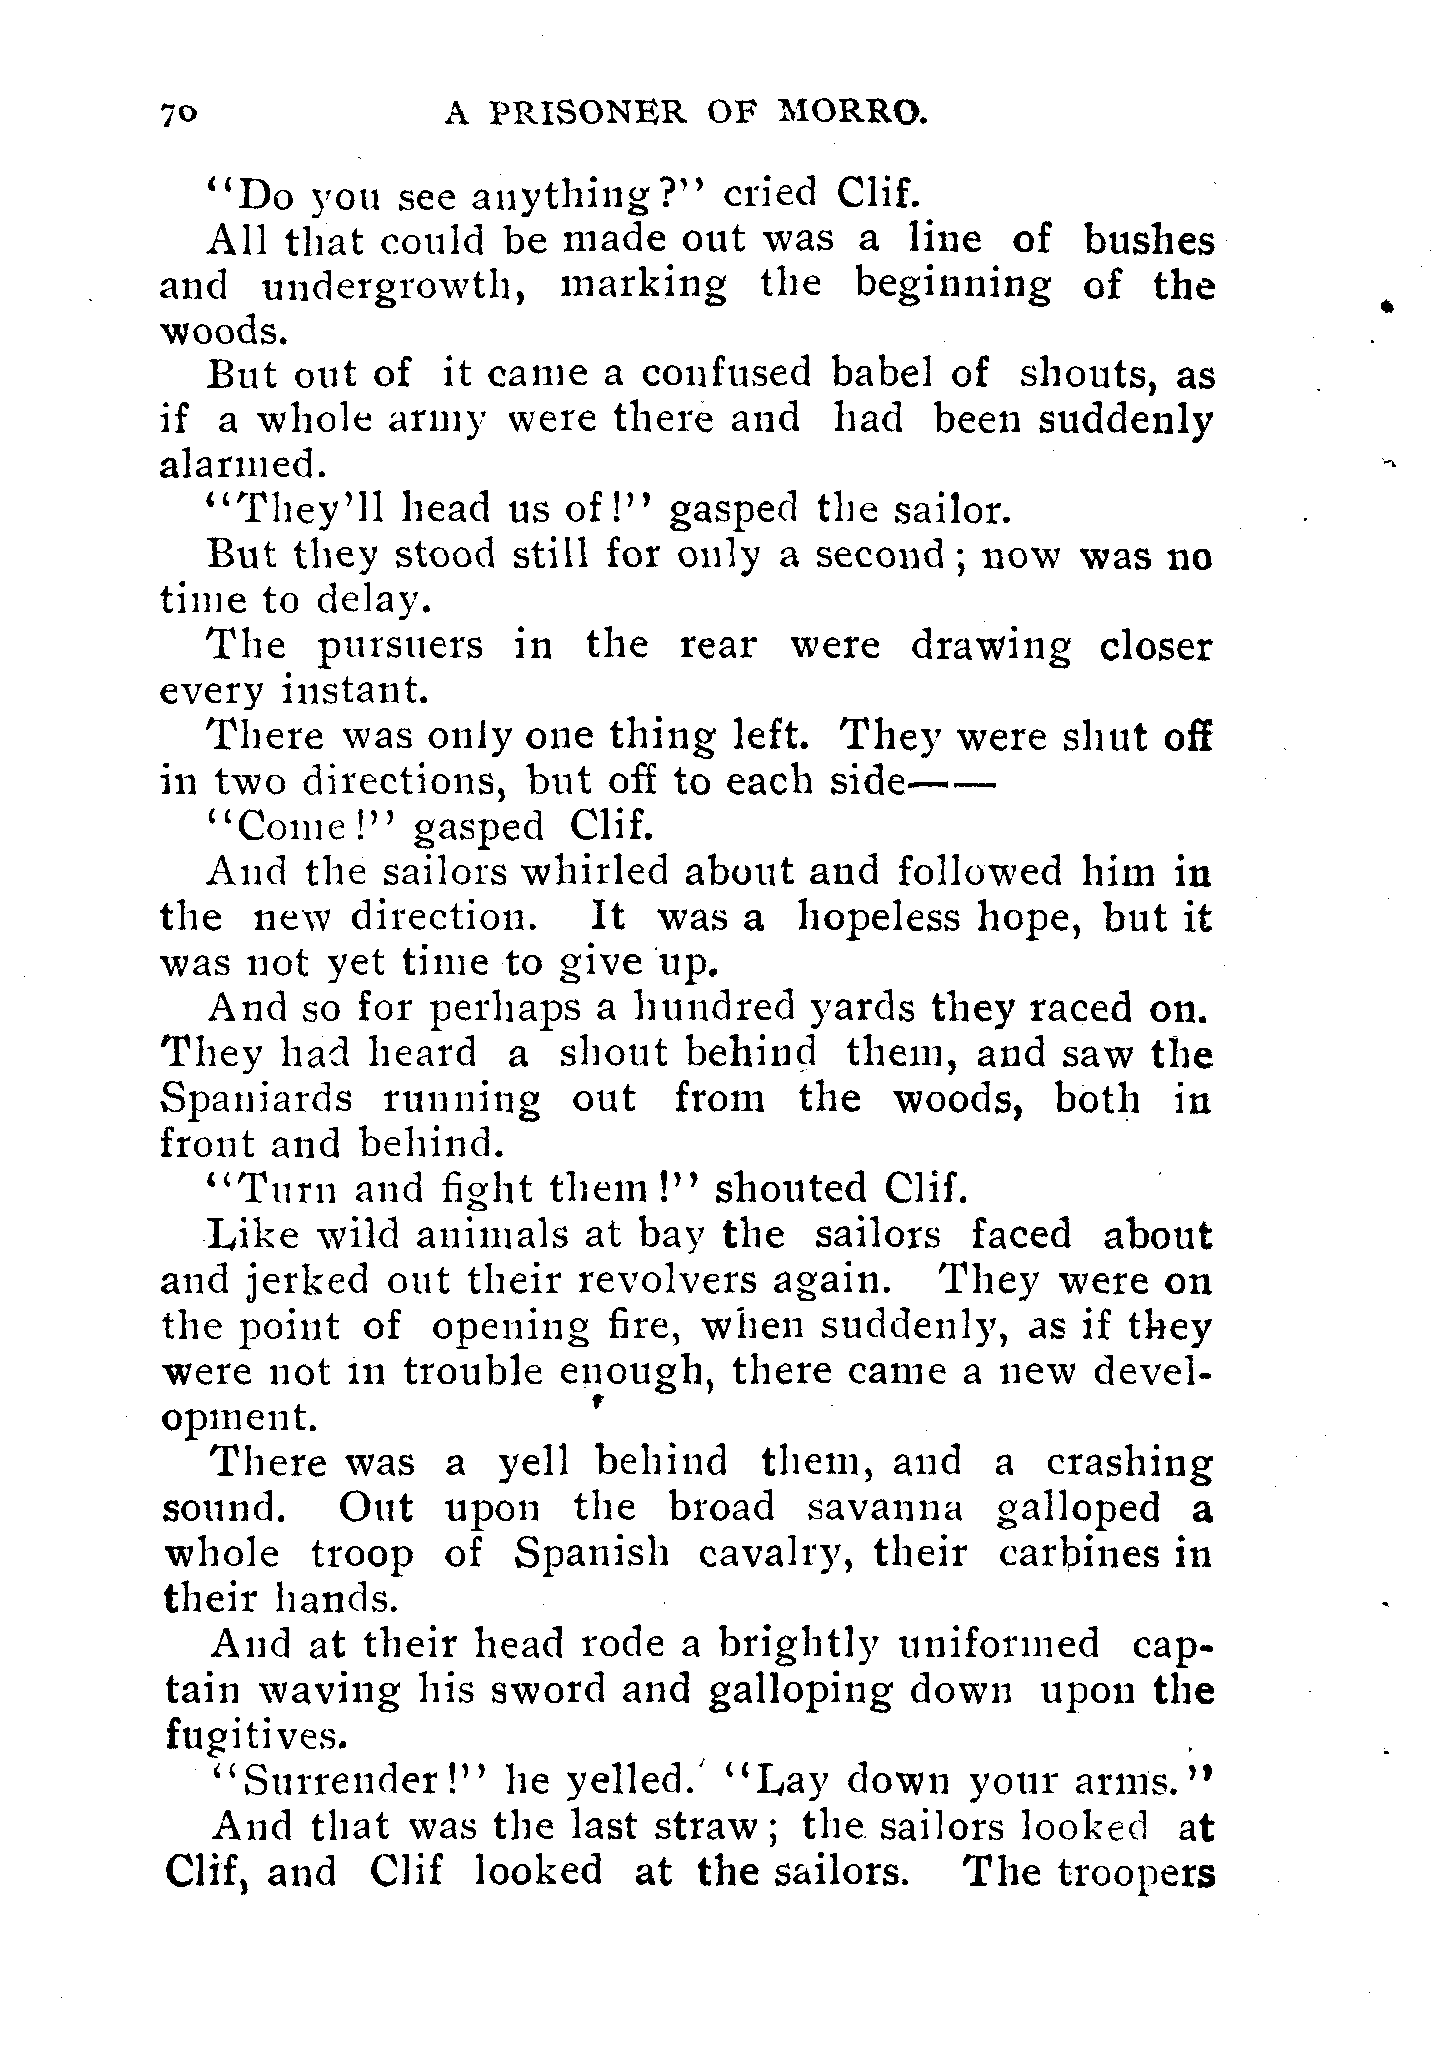 70 A PRISONER OF MORRO.
"Do you see anything?" cried Clif.
All that could be made out was a line of bushes
and undergrowth, marking the beginning of the
woods.
But out of it came a confused babel of shouts, as
if a whole army were there and had been suddenly
alarmed.
"They'll head us of!" gasped the sailor.
But they stood still for only a second; now was no
time to delay.
The pursuers in the rear were drawing closer
every instant.
There was only one thing left. They were shut off
in two directions, but off to each side——
"Come!" gasped Clif.
And the sailors whirled about and followed him in
the new direction. It was a hopeless hope, but it
was not yet time to give up.
And so for perhaps a hundred yards they raced on.
They had heard a shout behind them, and saw the
Spaniards running out from the woods, both in
front and behind.
"Turn and fight them!" shouted Clif.
Like wild animals at bay the sailors faced about
and jerked out their revolvers again. They were on
the point of opening fire, when suddenly, as if they
were not in trouble enough, there came a new devel-
opment.
There was a yell behind them, and a crashing
sound. Out upon the broad savanna galloped a
whole troop of Spanish cavalry, their carbines in
their hands.
And at their head rode a brightly uniformed cap-
tain waving his sword and galloping down upon the
fugitives.
"Surrender!" he yelled. "Lay down your arms."
And that was the last straw; the sailors looked at
Clif, and Clif looked at the sailors. The troopers